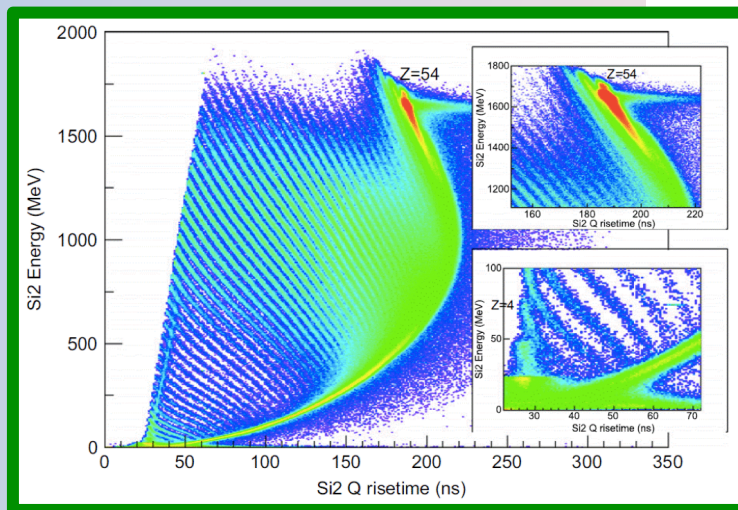 2000
1500
1000
500
0
Si2 Energy (MeV)
0 50 100 150 200 250 300 350
Si2 Q risetime (ns)
Z=54
1800
1600
1400
1200
Si2 Energy (MeV)
Z=54
160 180 200 220
Si2 Q risetime (ns)
100
50
0
Si2 Energy (MeV)
Z=4
30 40 50 60 70
Si2 Q risetime (ns)